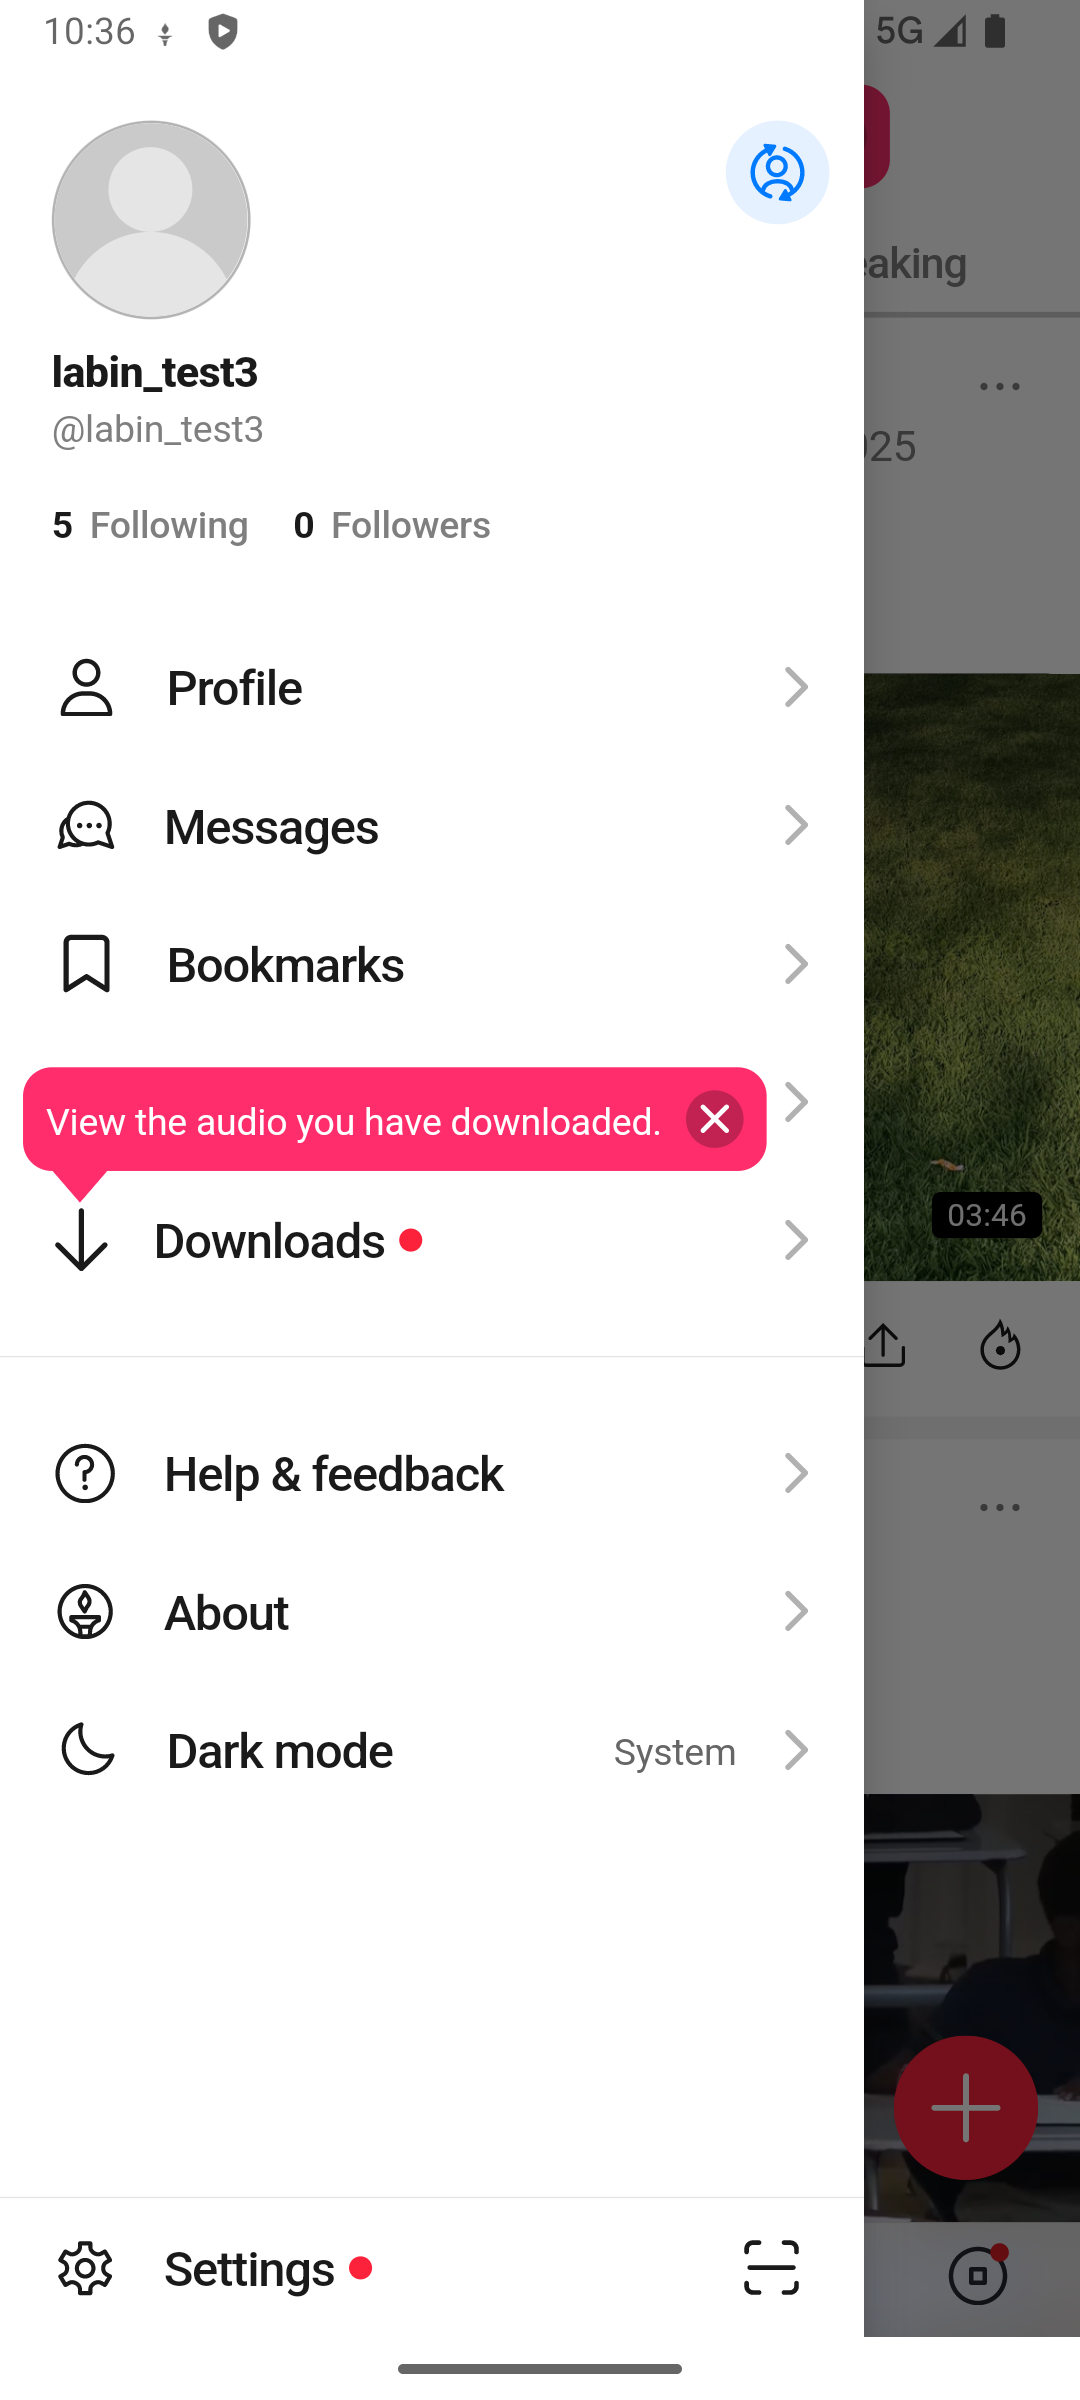 10:36
5G
eaking
labin_test3
@labin_test3
025
5 Following 0 Followers
Profile
Messages
Bookmarks
View the audio you have downloaded.
03:46
Downloads
Help & feedback
About
Dark mode System
Settings